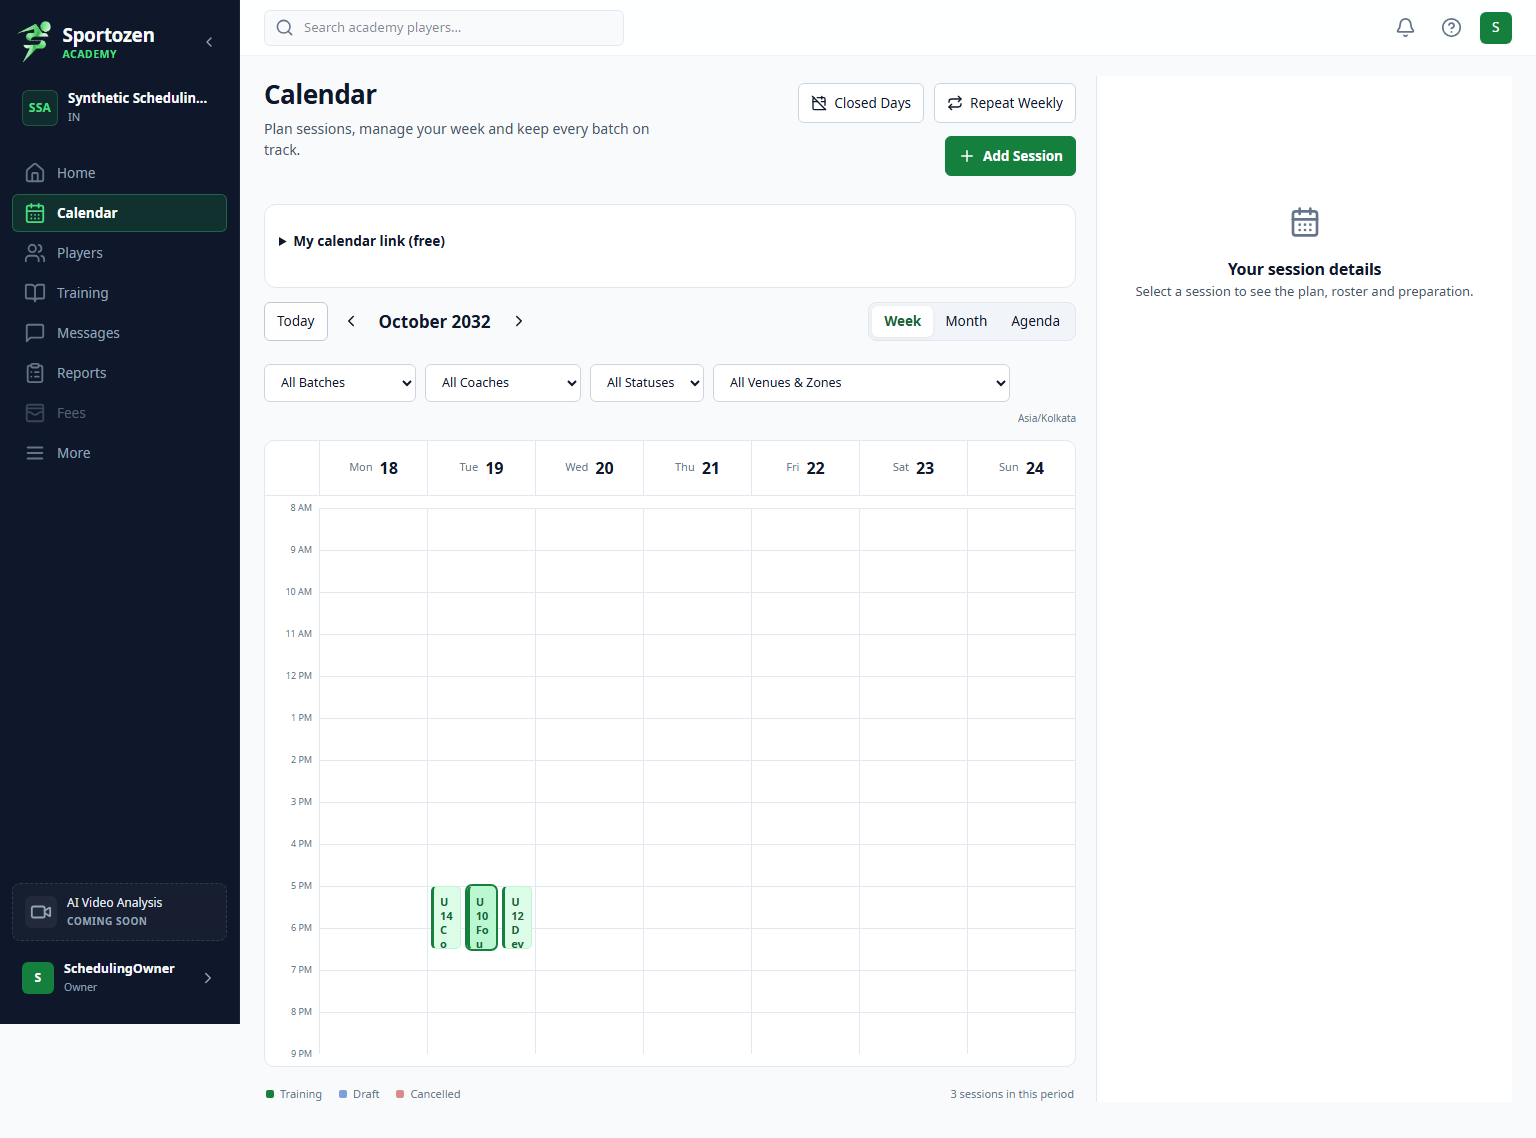 Sportozen
ACADEMY
SSA
Synthetic Schedulin...
IN
Home
Calendar
Players
Training
Messages
Reports
Fees
More
AI Video Analysis
COMING SOON
S
SchedulingOwner
Owner
Search academy players...
S
Calendar
Plan sessions, manage your week and keep every batch on
track.
Closed Days
Repeat Weekly
Add Session
My calendar link (free)
Today
October 2032
Week
Month
Agenda
All Batches
All Coaches
All Statuses
All Venues & Zones
Asia/Kolkata
Mon 18
Tue 19
Wed 20
Thu 21
Fri 22
Sat 23
Sun 24
8 AM
9 AM
10 AM
11 AM
12 PM
1 PM
2 PM
3 PM
4 PM
5 PM
6 PM
7 PM
8 PM
9 PM
U
14
C
o
U
10
Fo
u
U
12
D
ev
Training
Draft
Cancelled
3 sessions in this period
Your session details
Select a session to see the plan, roster and preparation.